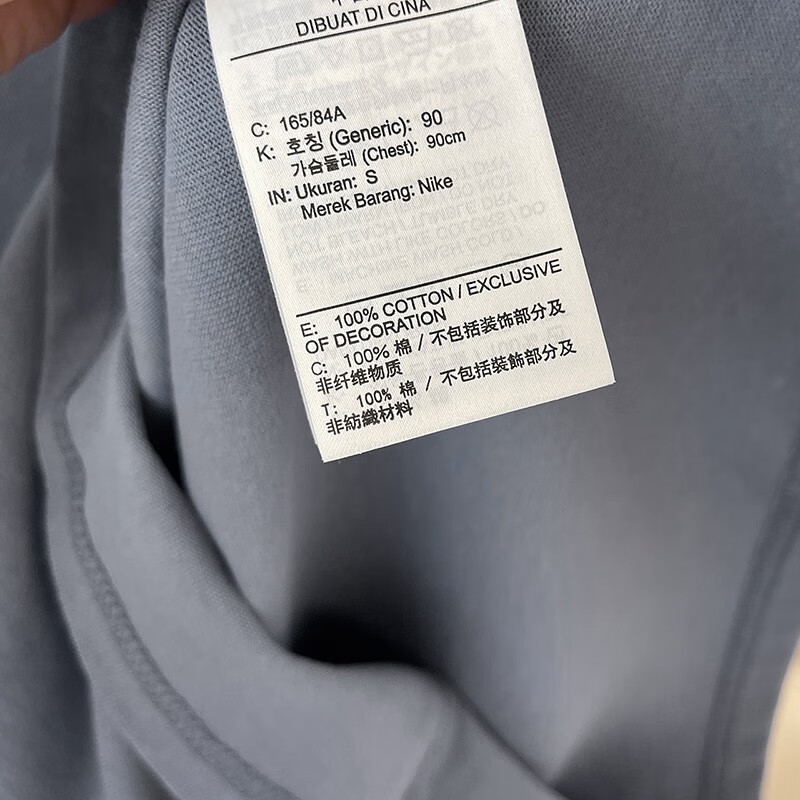 DIBUAT DI CINA
C: 165/84A
K: 호칭 (Generic): 90
가슴둘레 (Chest): 90cm
IN: Ukuran: S
Merek Barang: Nike
E: 100% COTTON / EXCLUSIVE
OF DECORATION
C: 100% 棉 / 不包括装饰部分及
非纤维物质
T: 100% 棉 / 不包括裝飾部分及
非紡織材料